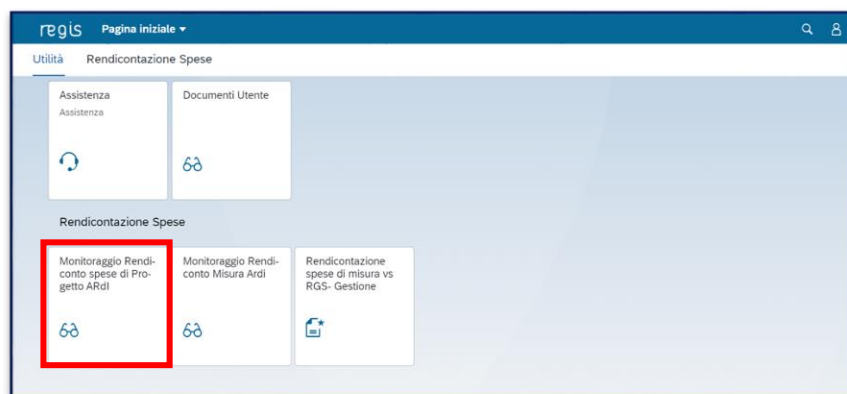 regis Pagina iniziale
Utilità Rendicontazione Spese
Assistenza
Assistenza
Documenti Utente
Rendicontazione Spese
Monitoraggio Rendi-
conto spese di Pro-
getto ARdI
Monitoraggio Rendi-
conto Misura Ardi
Rendicontazione
spese di misura vs
RGS- Gestione